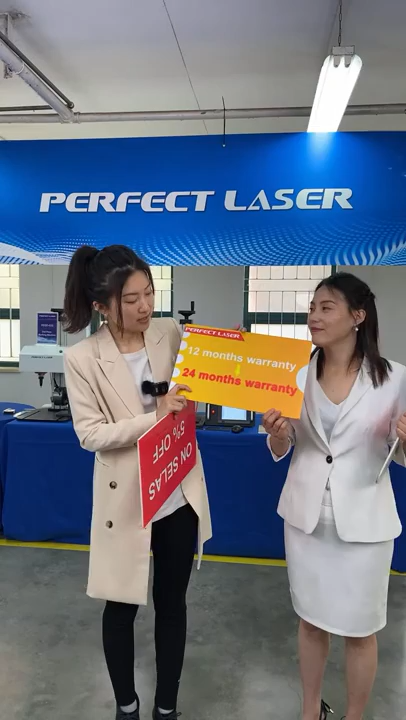 PERFECT LASER
PERFECT LASER
12 months warranty
24 months warranty
ON SELAS
5% OFF